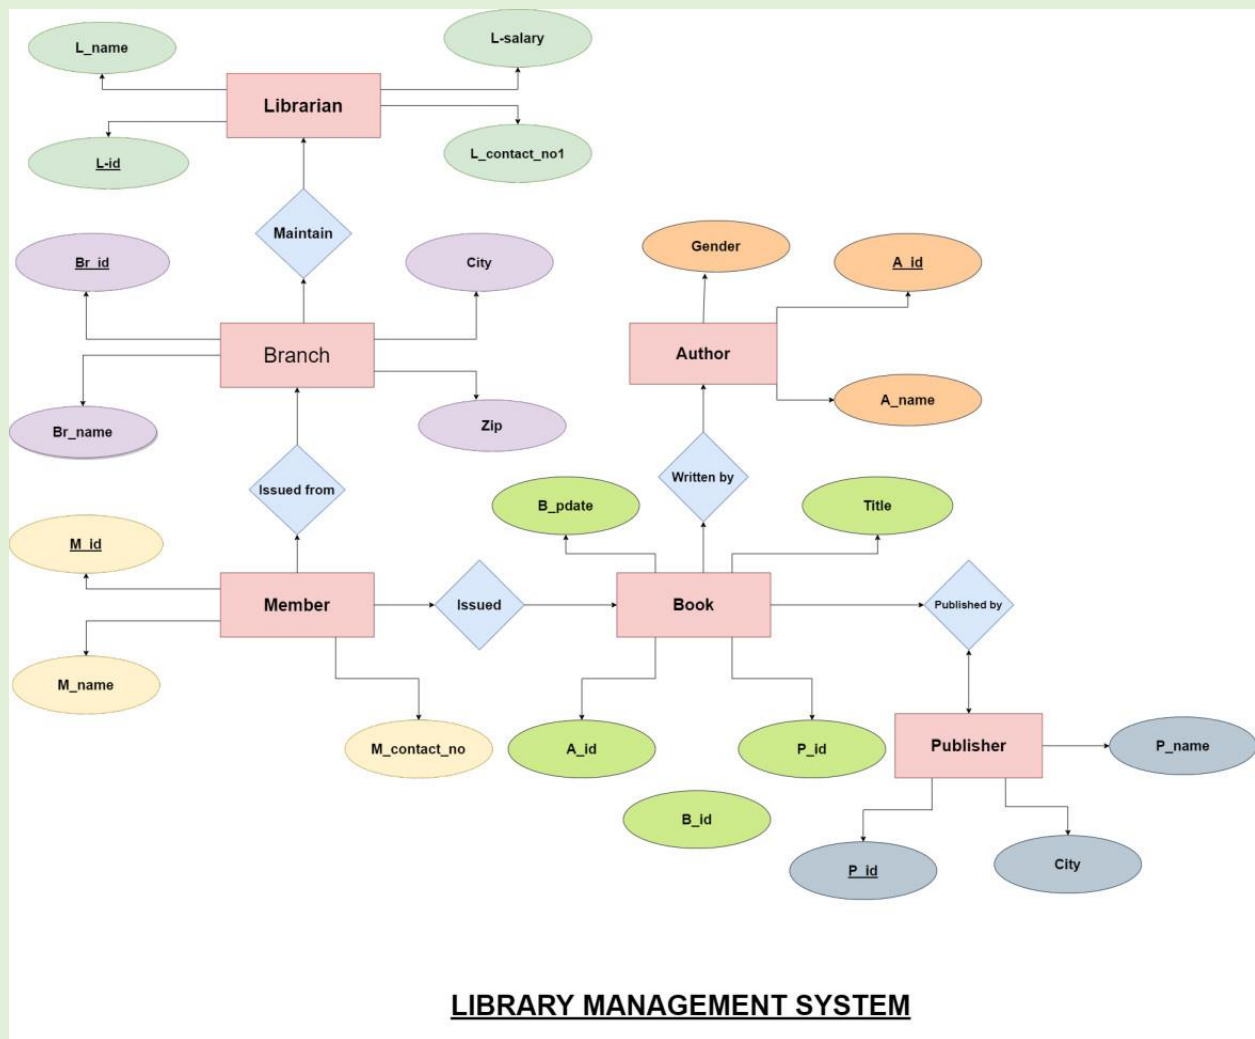 L_name
L-salary
Librarian
L-id
L_contact_no1
Maintain
Br_id
City
Gender
A_id
Branch
Author
Br_name
Zip
A_name
Issued from
Written by
B_pdate
Title
M_id
Member
Issued
Book
Published by
M_name
M_contact_no
A_id
P_id
Publisher
P_name
B_id
P_id
City
LIBRARY MANAGEMENT SYSTEM